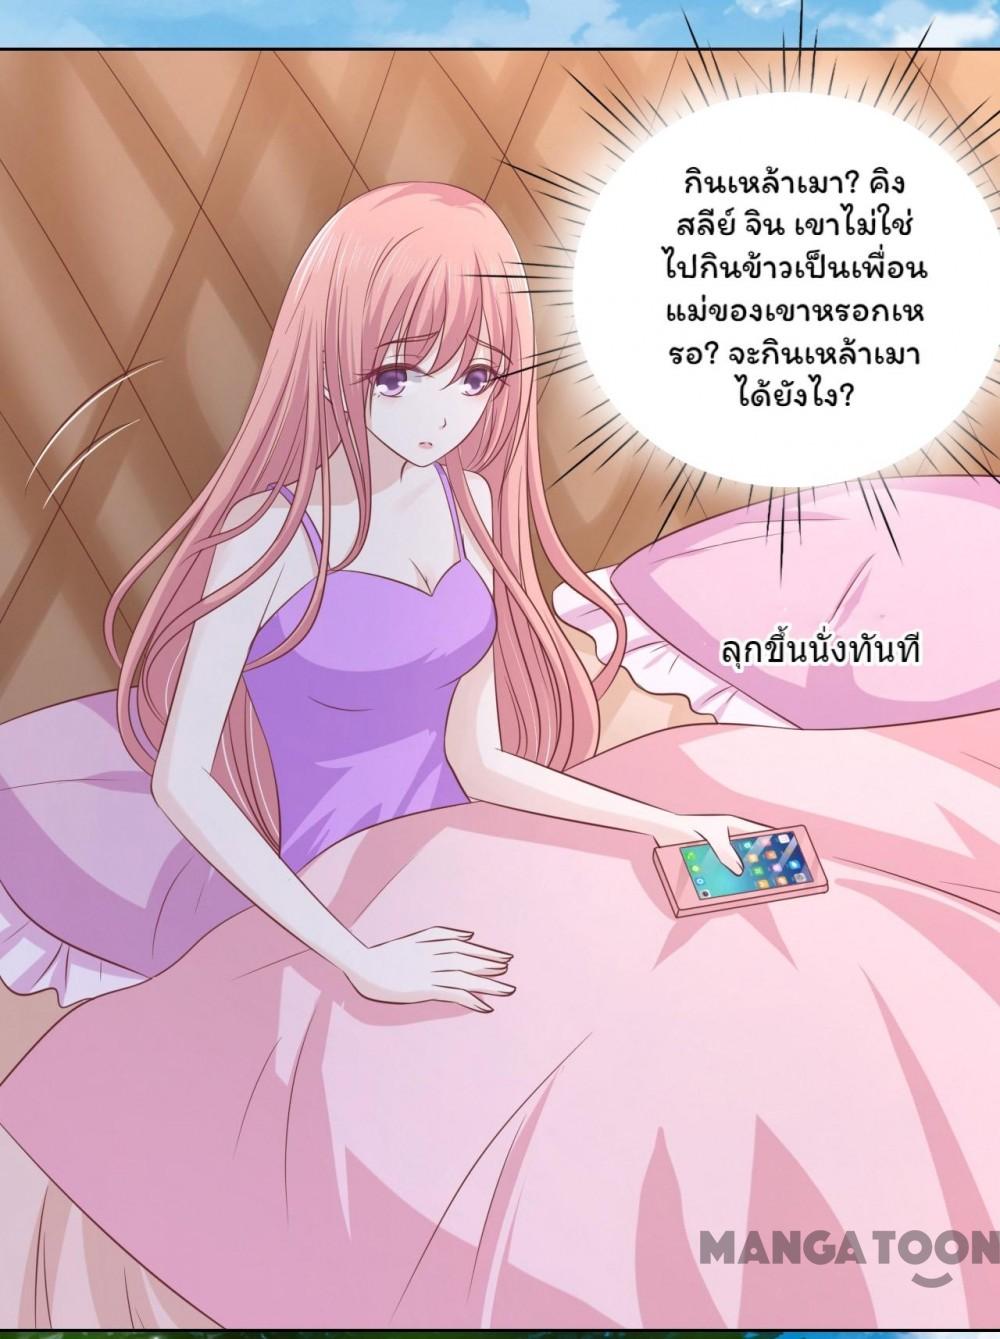 กินเหล้าเมา? คิง
สลีย์ จิน เขาไม่ใช่
ไปกินข้าวเป็นเพื่อน
แม่ของเขาหรอกเห
รอ? จะกินเหล้าเมา
ได้ยังไง?
ลุกขึ้นนั่งทันที
MANGATOON